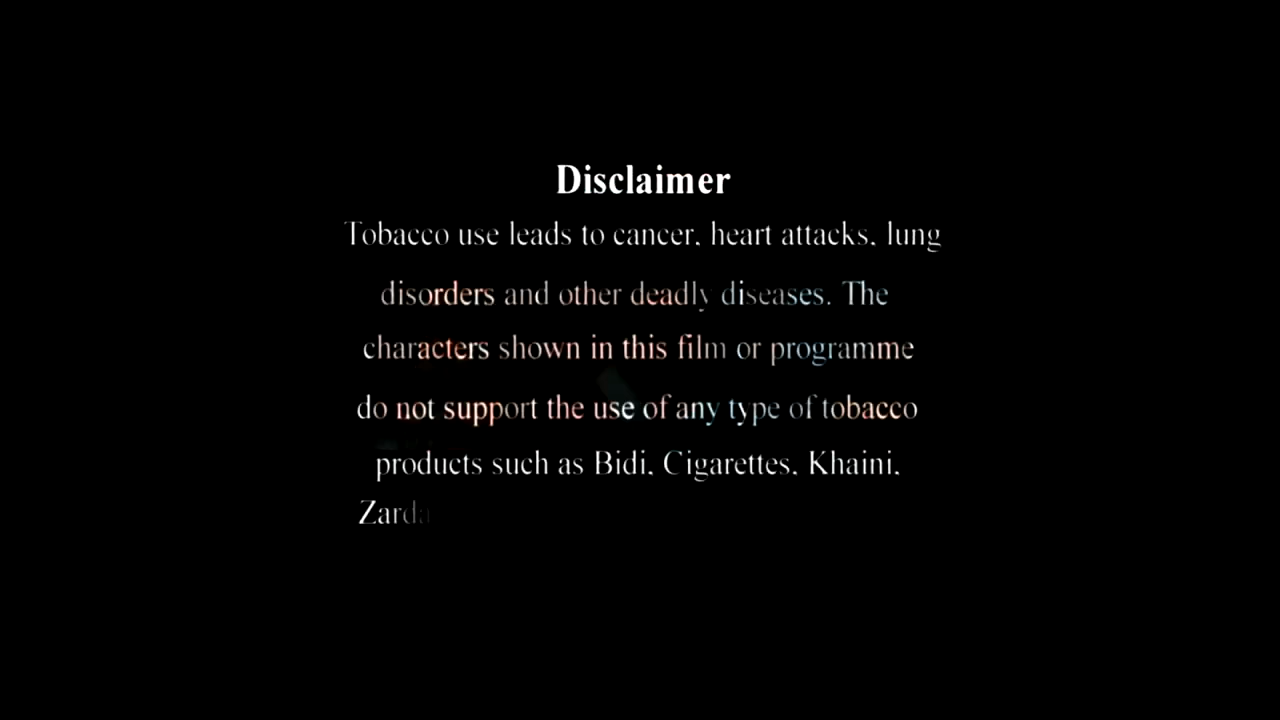 Disclaimer
Tobacco use leads to cancer, heart attacks, lung
disorders and other deadly diseases. The
characters shown in this film or programme
do not support the use of any type of tobacco
products such as Bidi, Cigarettes, Khaini,
Zarda